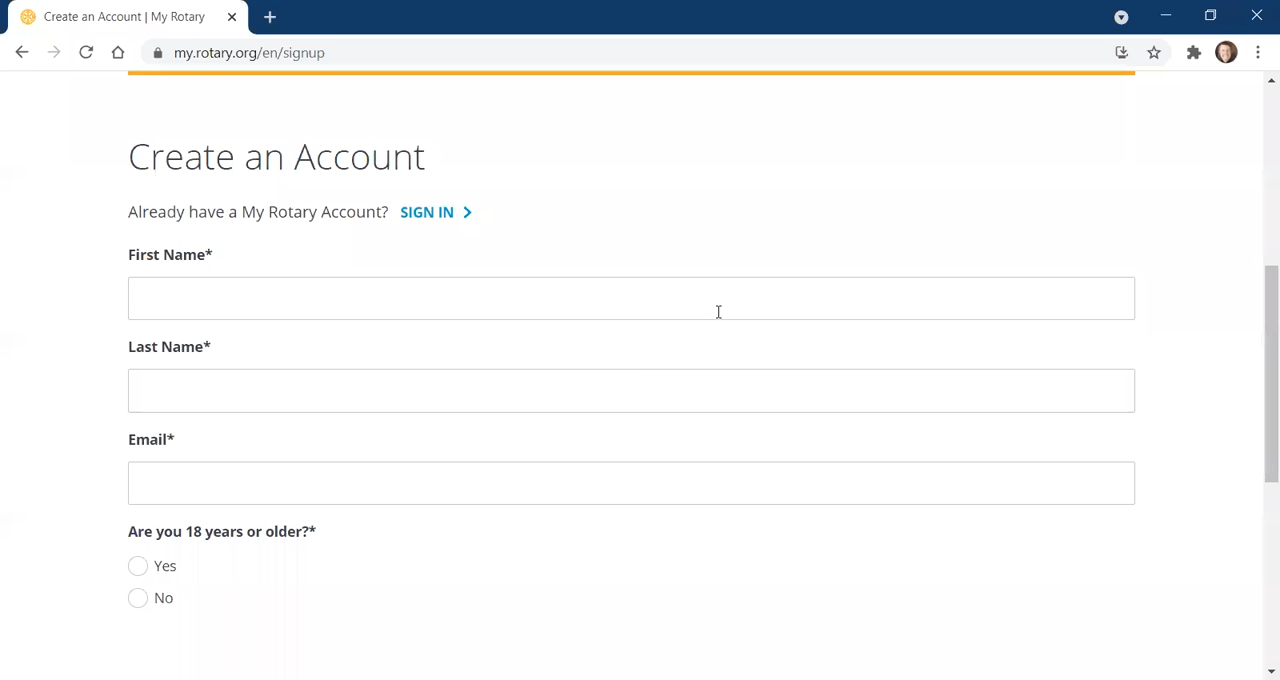 Create an Account | My Rotary
my.rotary.org/en/signup
Create an Account
Already have a My Rotary Account? SIGN IN
First Name*
Last Name*
Email*
Are you 18 years or older?*
Yes
No